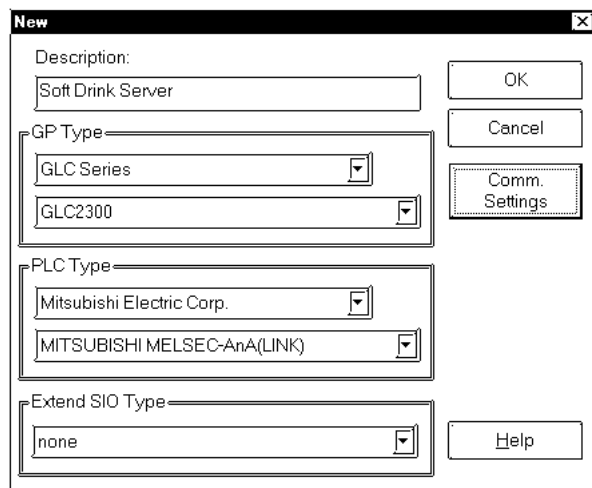 New
Description:
Soft Drink Server
OK
Cancel
GP Type
GLC Series
GLC2300
Comm.
Settings
PLC Type
Mitsubishi Electric Corp.
MITSUBISHI MELSEC-AnA(LINK)
Extend SIO Type
none
Help